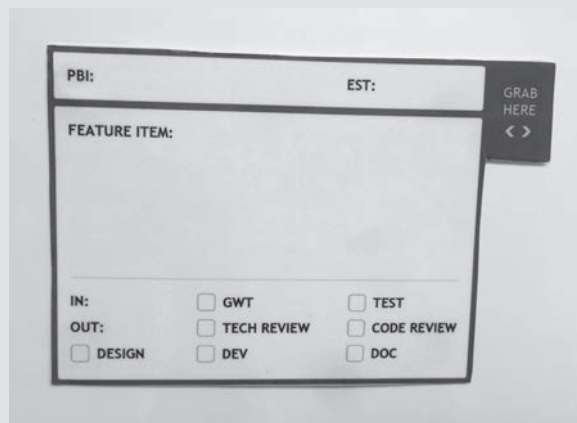 PBI:
EST:
GRAB
HERE
< >
FEATURE ITEM:
IN:
GWT
TEST
OUT:
TECH REVIEW
CODE REVIEW
DESIGN
DEV
DOC